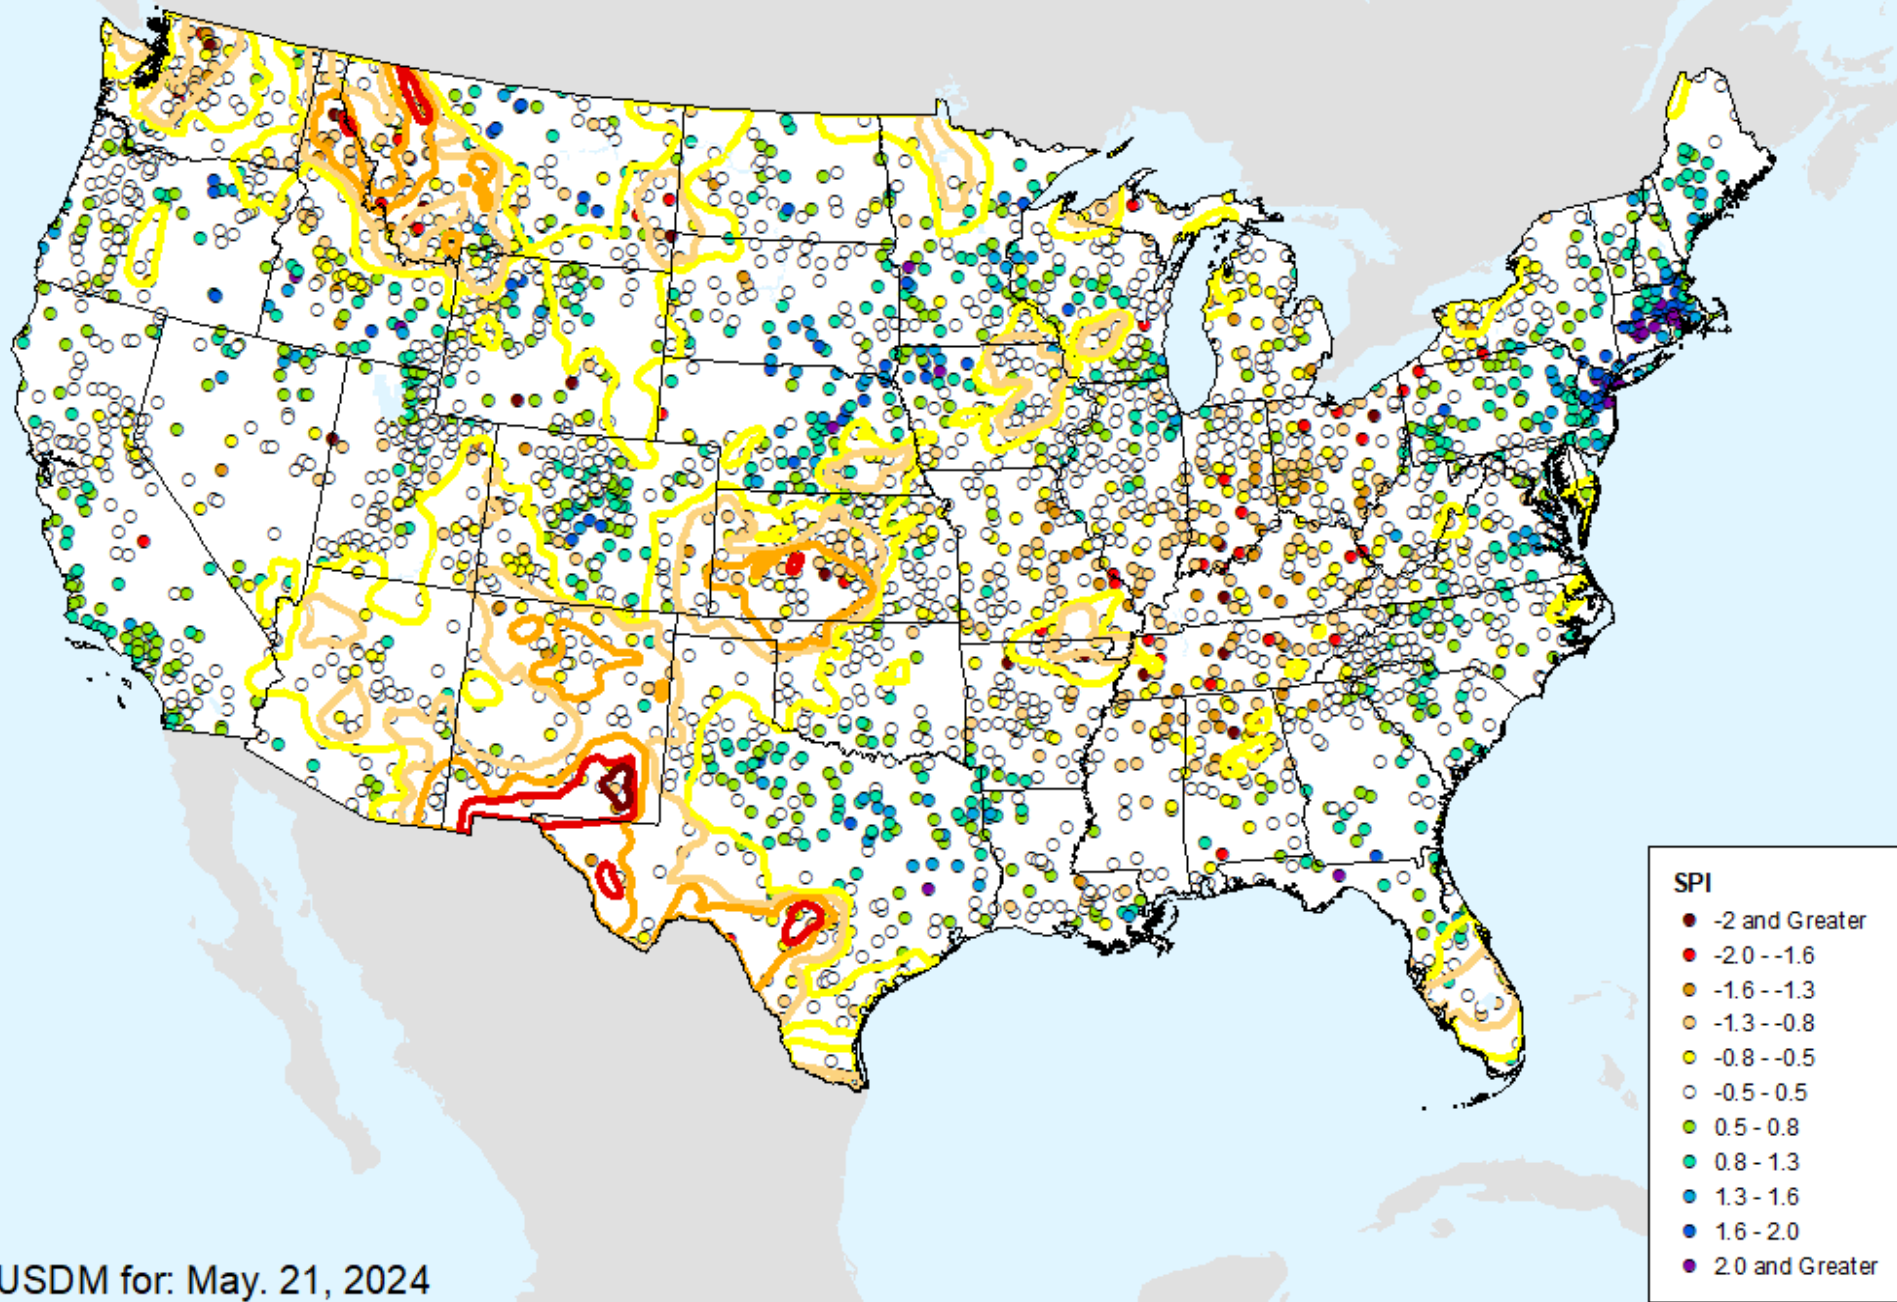 SPI
-2 and Greater
-2.0 - -1.6
-1.6 - -1.3
-1.3 - -0.8
-0.8 - -0.5
-0.5 - 0.5
0.5 - 0.8
0.8 - 1.3
1.3 - 1.6
1.6 - 2.0
2.0 and Greater
USDM for: May. 21, 2024